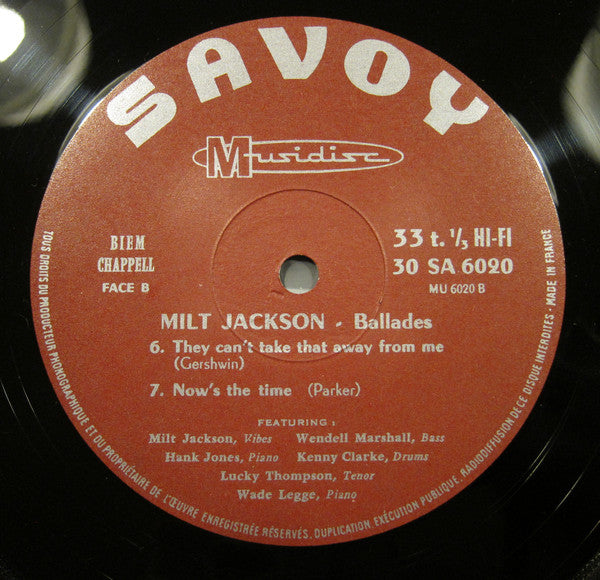 SAVOY
Musidisc
BIEM
CHAPPELL
FACE B
33 t. 1/3 HI-FI
30 SA 6020
MU 6020 B
MILT JACKSON - Ballades
6. They can't take that away from me
(Gershwin)
7. Now's the time (Parker)
FEATURING :
Milt Jackson, Vibes Wendell Marshall, Bass
Hank Jones, Piano Kenny Clarke, Drums
Lucky Thompson, Tenor
Wade Legge, Piano
TOUS DROITS DU PRODUCTEUR PHONOGRAPHIQUE ET DU PROPRIÉTAIRE DE L'ŒUVRE ENREGISTRÉE RÉSERVÉS. DUPLICATION, EXÉCUTION PUBLIQUE, RADIODIFFUSION DE CE DISQUE INTERDITES - MADE IN FRANCE